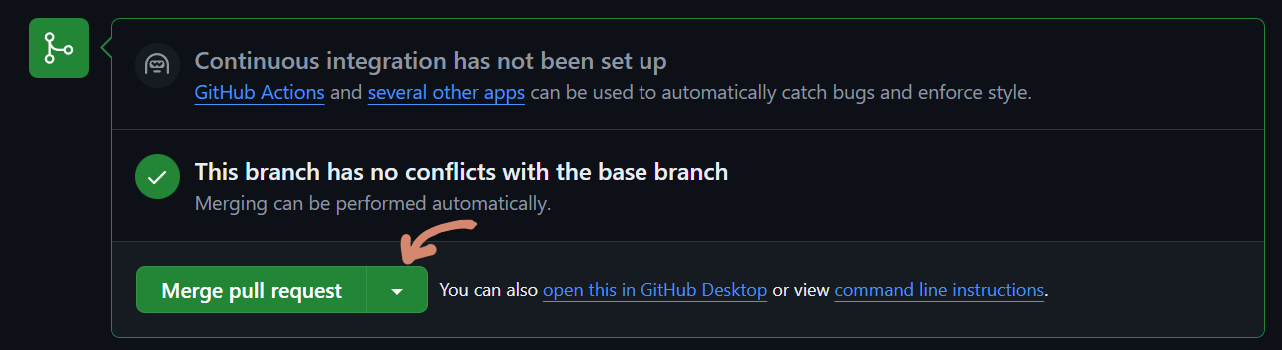 Continuous integration has not been set up
GitHub Actions and several other apps can be used to automatically catch bugs and enforce style.
This branch has no conflicts with the base branch
Merging can be performed automatically.
Merge pull request
You can also open this in GitHub Desktop or view command line instructions.